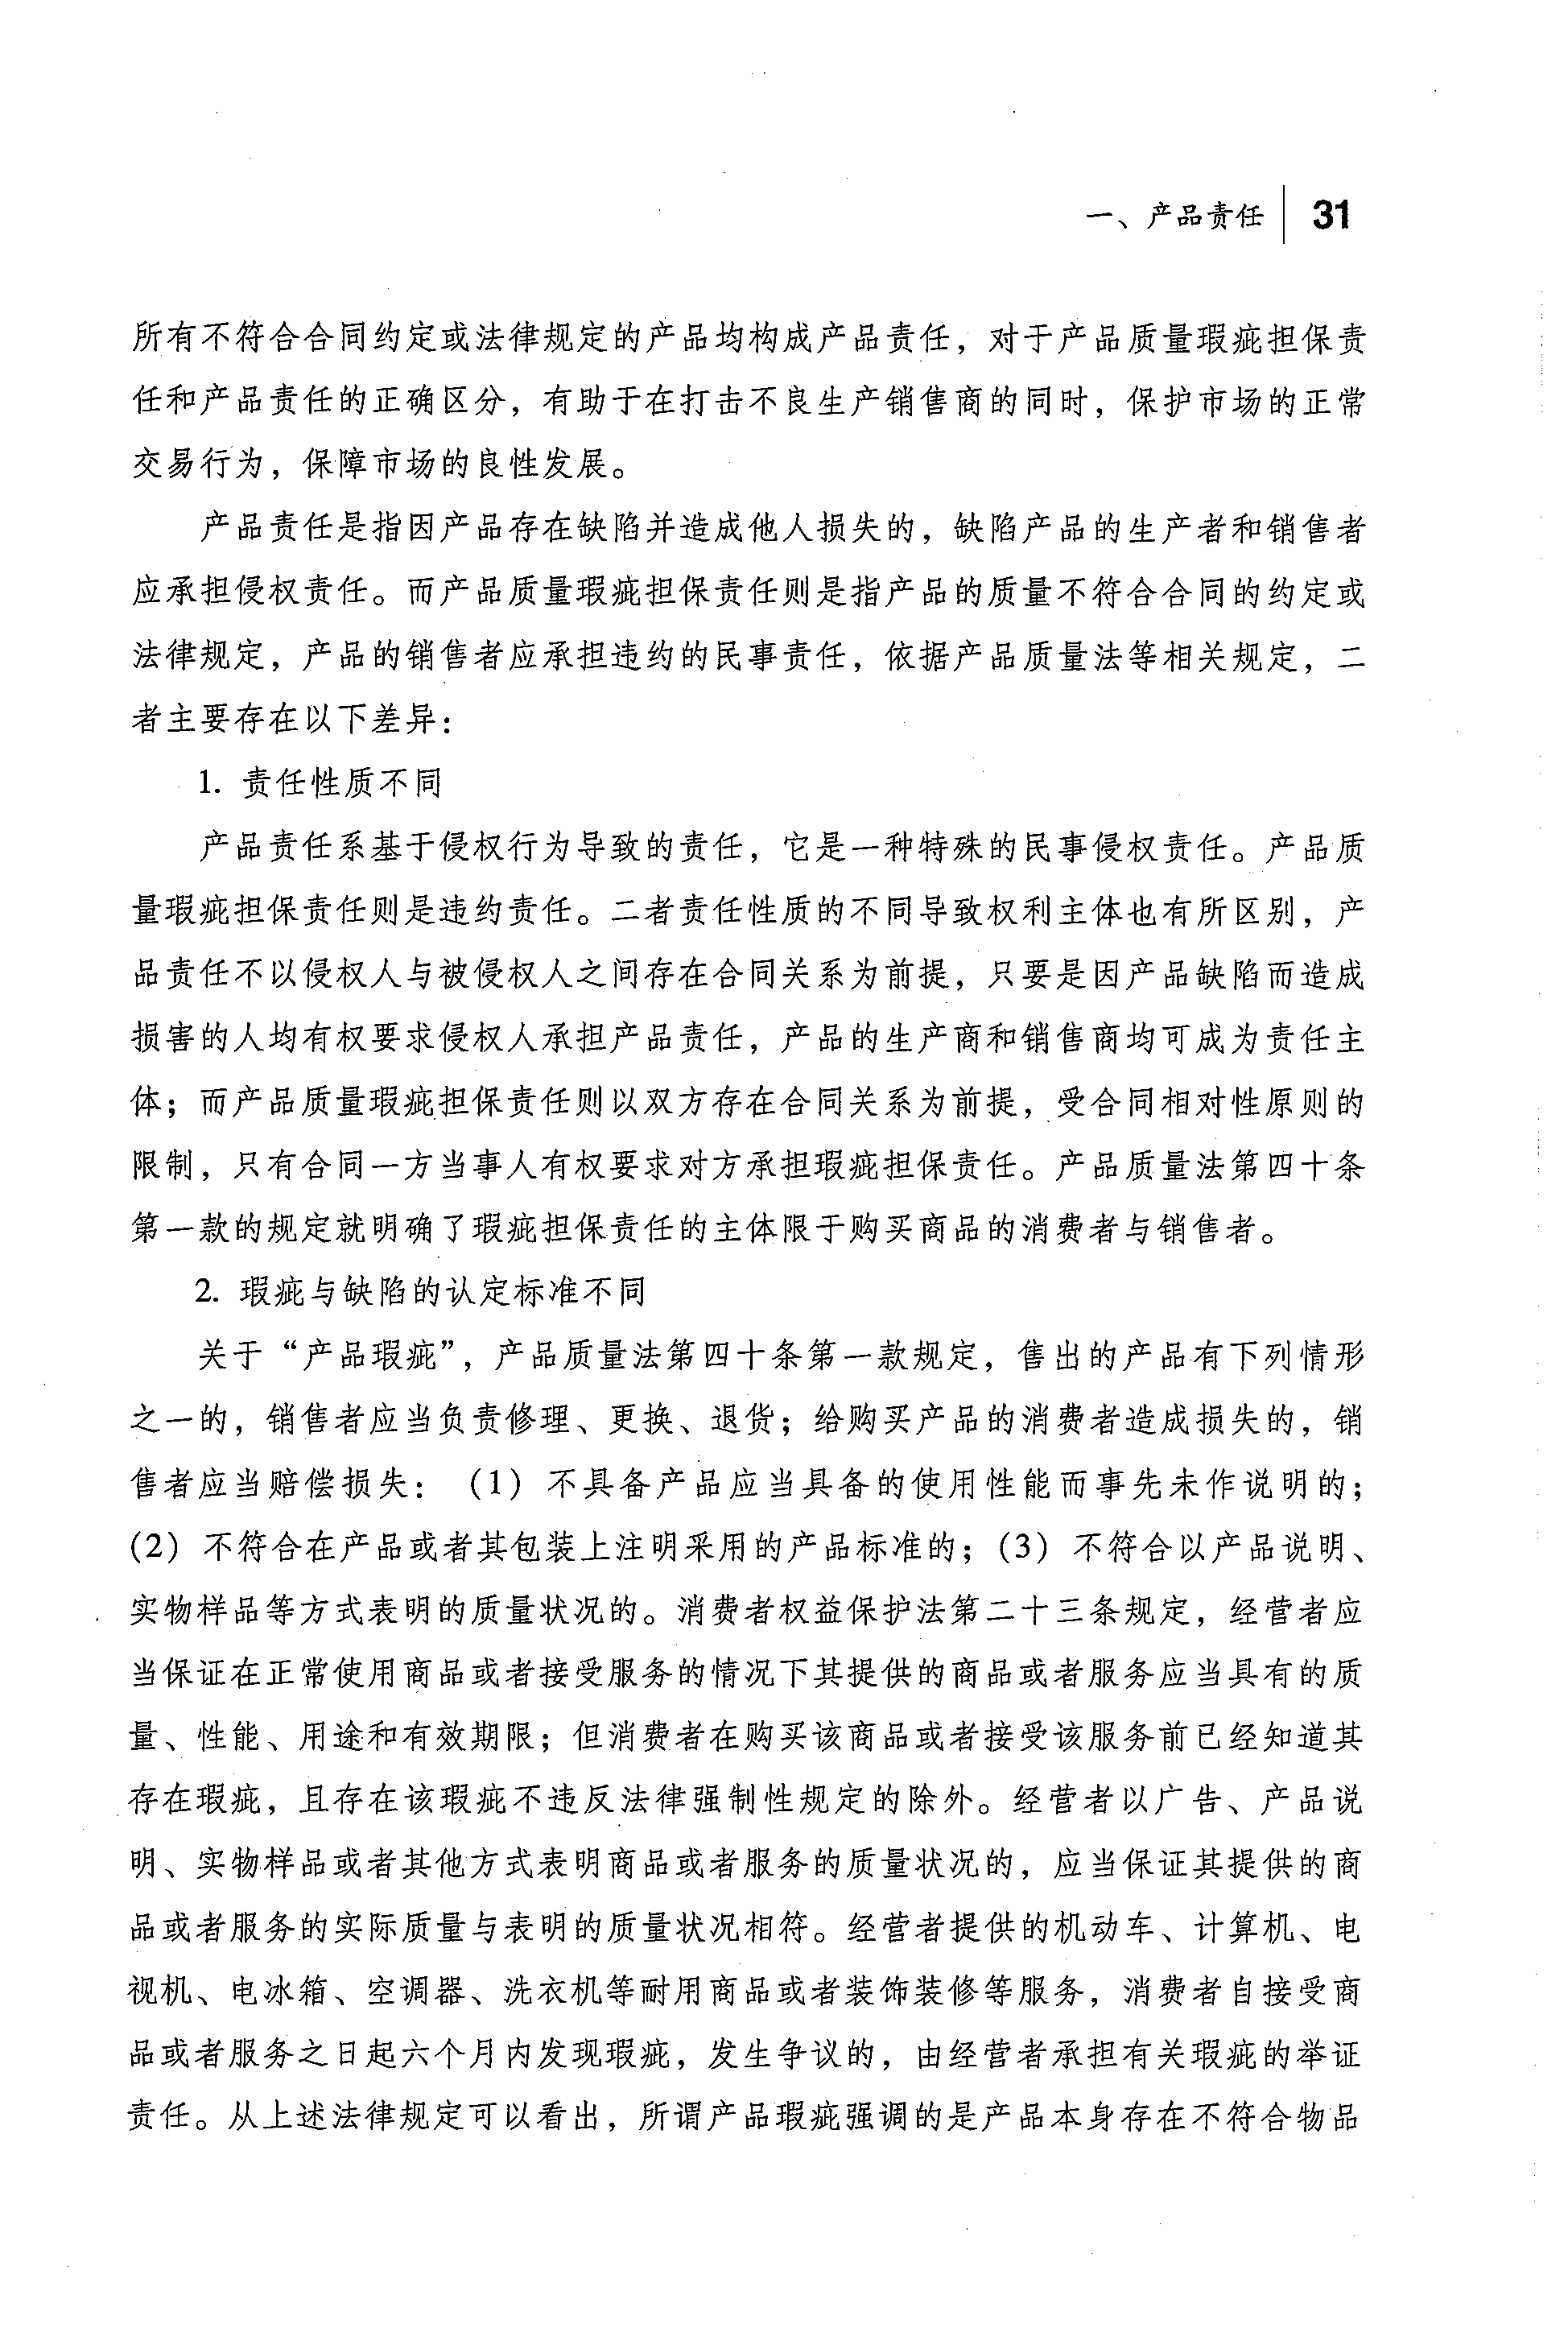 一、产品责任 31
所有不符合合同约定或法律规定的产品均构成产品责任，对于产品质量瑕疵担保责
任和产品责任的正确区分，有助于在打击不良生产销售商的同时，保护市场的正常
交易行为，保障市场的良性发展。
产品责任是指因产品存在缺陷并造成他人损失的，缺陷产品的生产者和销售者
应承担侵权责任。而产品质量瑕疵担保责任则是指产品的质量不符合合同的约定或
法律规定，产品的销售者应承担违约的民事责任，依据产品质量法等相关规定，二
者主要存在以下差异：
1. 责任性质不同
产品责任系基于侵权行为导致的责任，它是一种特殊的民事侵权责任。产品质
量瑕疵担保责任则是违约责任。二者责任性质的不同导致权利主体也有所区别，产
品责任不以侵权人与被侵权人之间存在合同关系为前提，只要是因产品缺陷而造成
损害的人均有权要求侵权人承担产品责任，产品的生产商和销售商均可成为责任主
体；而产品质量瑕疵担保责任则以双方存在合同关系为前提，受合同相对性原则的
限制，只有合同一方当事人有权要求对方承担瑕疵担保责任。产品质量法第四十条
第一款的规定就明确了瑕疵担保责任的主体限于购买商品的消费者与销售者。
2. 瑕疵与缺陷的认定标准不同
关于“产品瑕疵”，产品质量法第四十条第一款规定，售出的产品有下列情形
之一的，销售者应当负责修理、更换、退货；给购买产品的消费者造成损失的，销
售者应当赔偿损失：（1）不具备产品应当具备的使用性能而事先未作说明的；
（2）不符合在产品或者其包装上注明采用的产品标准的；（3）不符合以产品说明、
实物样品等方式表明的质量状况的。消费者权益保护法第二十三条规定，经营者应
当保证在正常使用商品或者接受服务的情况下其提供的商品或者服务应当具有的质
量、性能、用途和有效期限；但消费者在购买该商品或者接受该服务前已经知道其
存在瑕疵，且存在该瑕疵不违反法律强制性规定的除外。经营者以广告、产品说
明、实物样品或者其他方式表明商品或者服务的质量状况的，应当保证其提供的商
品或者服务的实际质量与表明的质量状况相符。经营者提供的机动车、计算机、电
视机、电冰箱、空调器、洗衣机等耐用商品或者装饰装修等服务，消费者自接受商
品或者服务之日起六个月内发现瑕疵，发生争议的，由经营者承担有关瑕疵的举证
责任。从上述法律规定可以看出，所谓产品瑕疵强调的是产品本身存在不符合物品